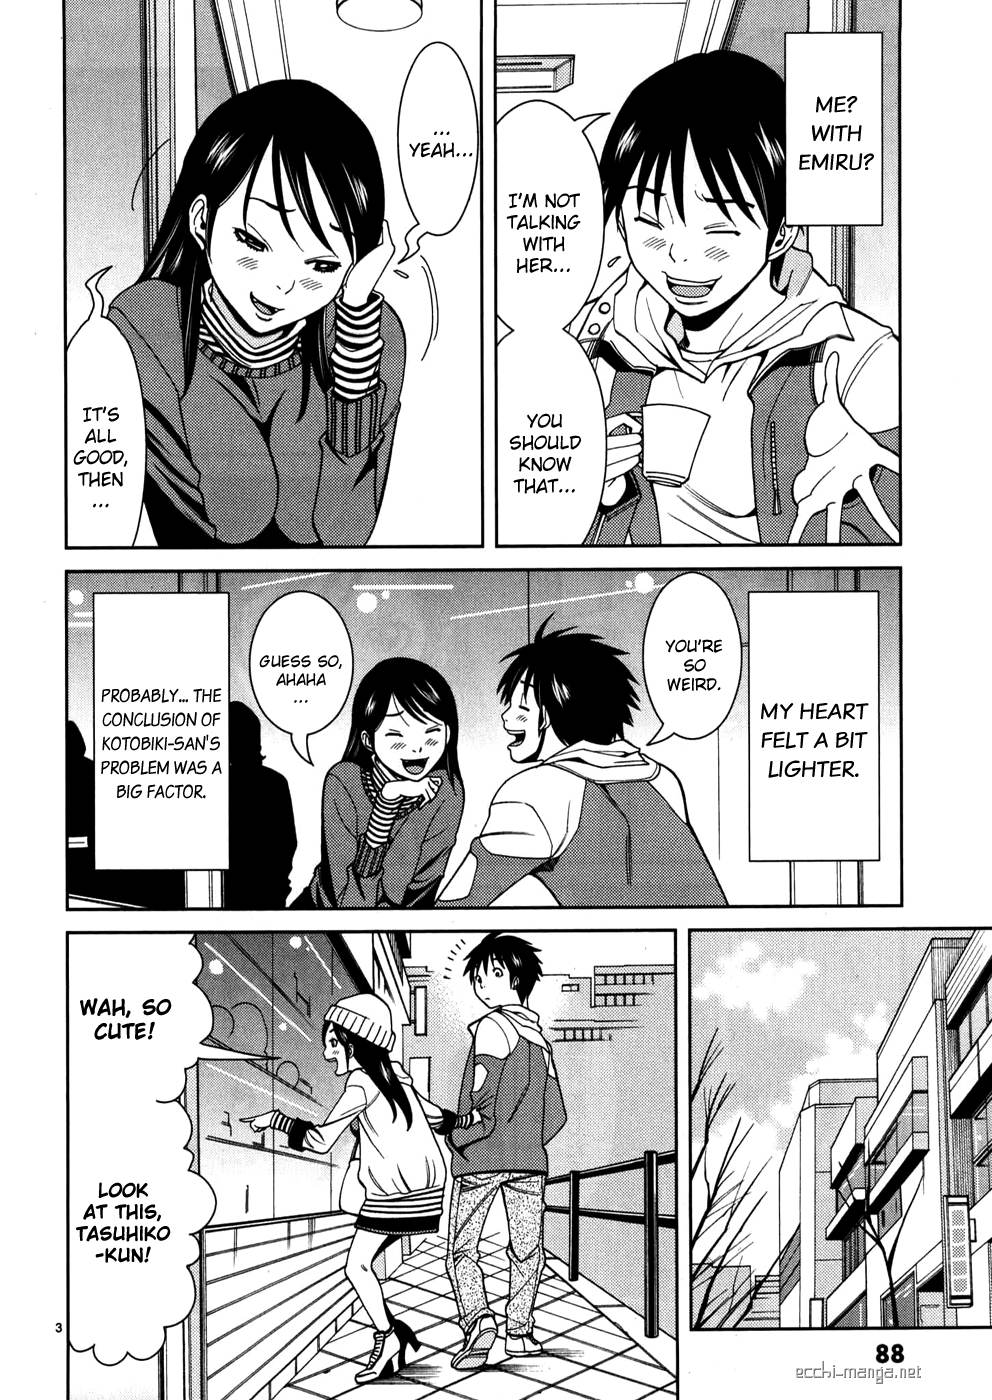 ME?
WITH
EMIRU?
I'M NOT
TALKING
WITH
HER...
YOU
SHOULD
KNOW
THAT...
...
YEAH...
IT'S
ALL
GOOD,
THEN
...
MY HEART
FELT A BIT
LIGHTER.
YOU'RE
SO
WEIRD.
GUESS SO,
AHAHA
...
PROBABLY... THE
CONCLUSION OF
KOTOBIKI-SAN'S
PROBLEM WAS A
BIG FACTOR.
WAH, SO
CUTE!
LOOK
AT THIS,
TASUHIKO
-KUN!
3
88
ecchi-manga.net